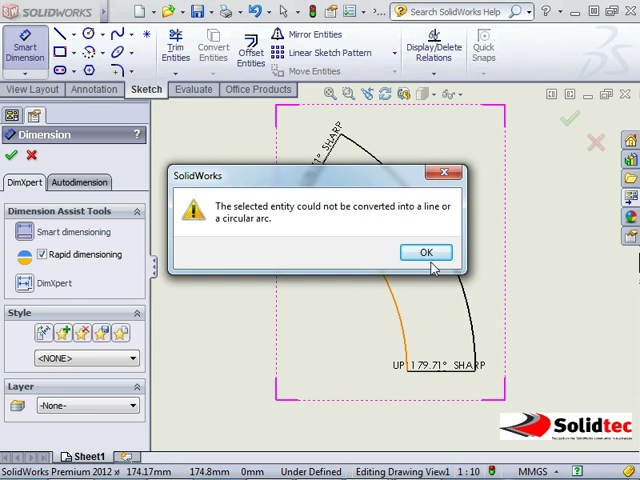 SOLIDWORKS
Search SolidWorks Help
Smart Dimension
Trim Entities
Convert Entities
Offset Entities
Mirror Entities
Linear Sketch Pattern
Move Entities
Display/Delete Relations
Quick Snaps
View Layout
Annotation
Sketch
Evaluate
Office Products
Dimension
?
DimXpert
Autodimension
Dimension Assist Tools
Smart dimensioning
Rapid dimensioning
DimXpert
Style
<NONE>
Layer
-None-
SHARP
SolidWorks
The selected entity could not be converted into a line or
a circular arc.
OK
UP 179.71° SHARP
Solidtec
Sheet1
SolidWorks Premium 2012 x
174.17mm
174.8mm
0mm
Under Defined
Editing Drawing View1
1 : 10
MMGS
?